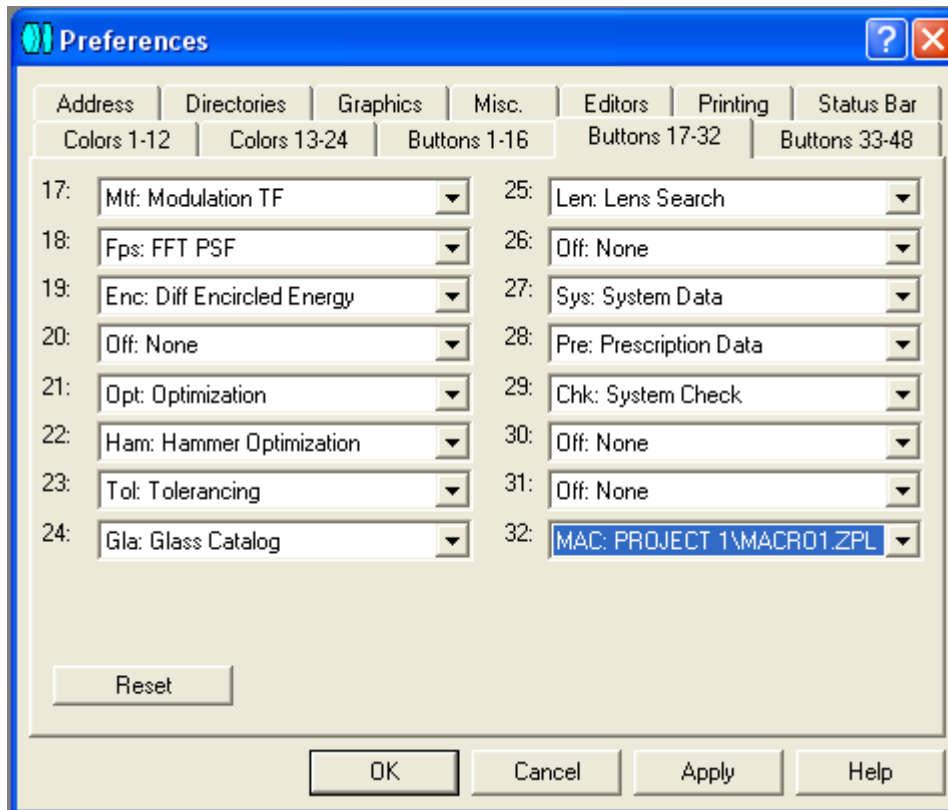 Preferences
Address Directories Graphics Misc. Editors Printing Status Bar
Colors 1-12 Colors 13-24 Buttons 1-16 Buttons 17-32 Buttons 33-48
17: Mtf: Modulation TF
18: Fps: FFT PSF
19: Enc: Diff Encircled Energy
20: Off: None
21: Opt: Optimization
22: Ham: Hammer Optimization
23: Tol: Tolerancing
24: Gla: Glass Catalog
25: Len: Lens Search
26: Off: None
27: Sys: System Data
28: Pre: Prescription Data
29: Chk: System Check
30: Off: None
31: Off: None
32: MAC: PROJECT 1\MACRO1.ZPL
Reset
OK Cancel Apply Help